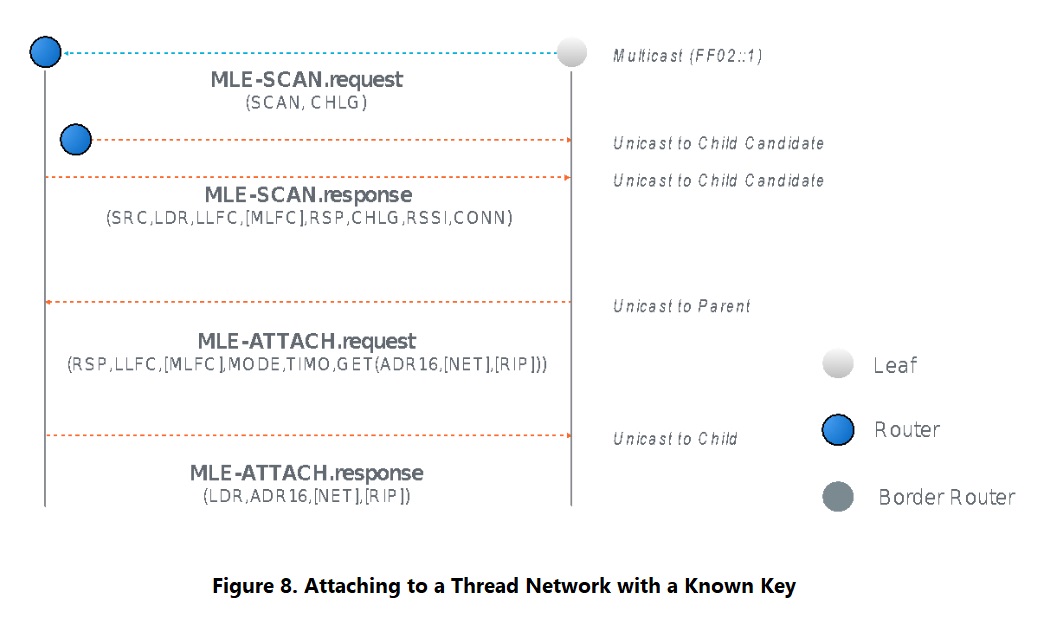 Multicast (FF02::1)
MLE-SCAN.request
(SCAN, CHLG)
Unicast to Child Candidate
Unicast to Child Candidate
MLE-SCAN.response
(SRC,LDR,LLFC,[MLFC],RSP,CHLG,RSSI,CONN)
Unicast to Parent
MLE-ATTACH.request
(RSP,LLFC,[MLFC],MODE,TIMO,GET(ADR16,[NET],[RIP]))
Leaf
Router
Unicast to Child
MLE-ATTACH.response
(LDR,ADR16,[NET],[RIP])
Border Router
Figure 8. Attaching to a Thread Network with a Known Key